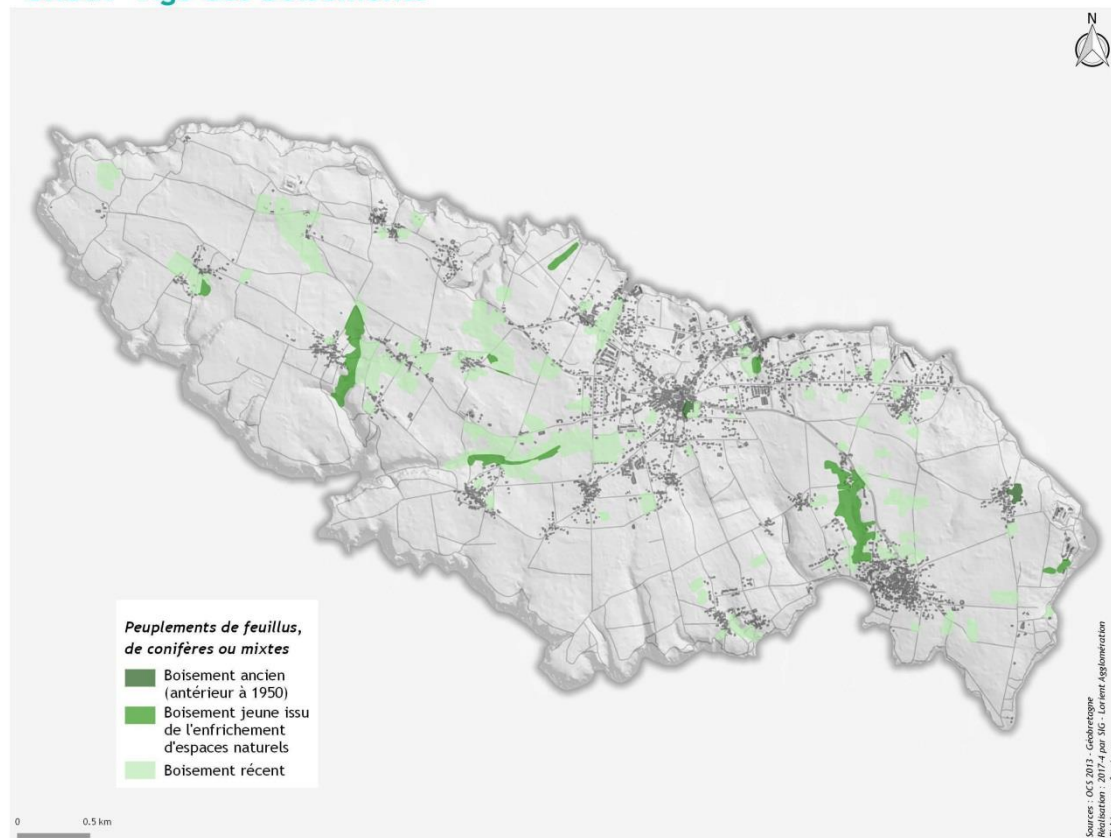 N
Peuplements de feuillus,
de conifères ou mixtes
Boisement ancien
(antérieur à 1950)
Boisement jeune issu
de l'enfrichement
d'espaces naturels
Boisement récent
0 0.5 km
Sources : OCS 2013 - Géobretagne
Réalisation : 2017-4 par SIG - Lorient Agglomération